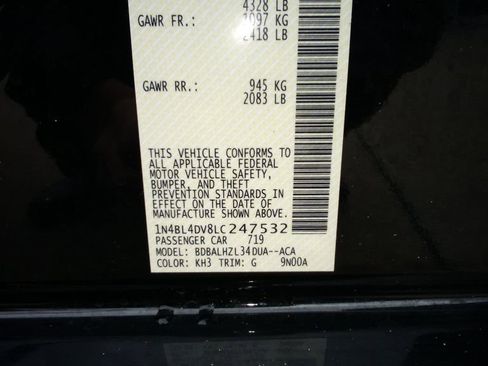 4328 LB
GAWR FR.: 1097 KG
2418 LB
GAWR RR.: 945 KG
2083 LB
THIS VEHICLE CONFORMS TO
ALL APPLICABLE FEDERAL
MOTOR VEHICLE SAFETY,
BUMPER, AND THEFT
PREVENTION STANDARDS IN
EFFECT ON THE DATE OF
MANUFACTURE SHOWN ABOVE.
1N4BL4DV8LC247532
PASSENGER CAR 719
MODEL: BDBALHZL34DUA--ACA
COLOR: KH3 TRIM: G 9N00A